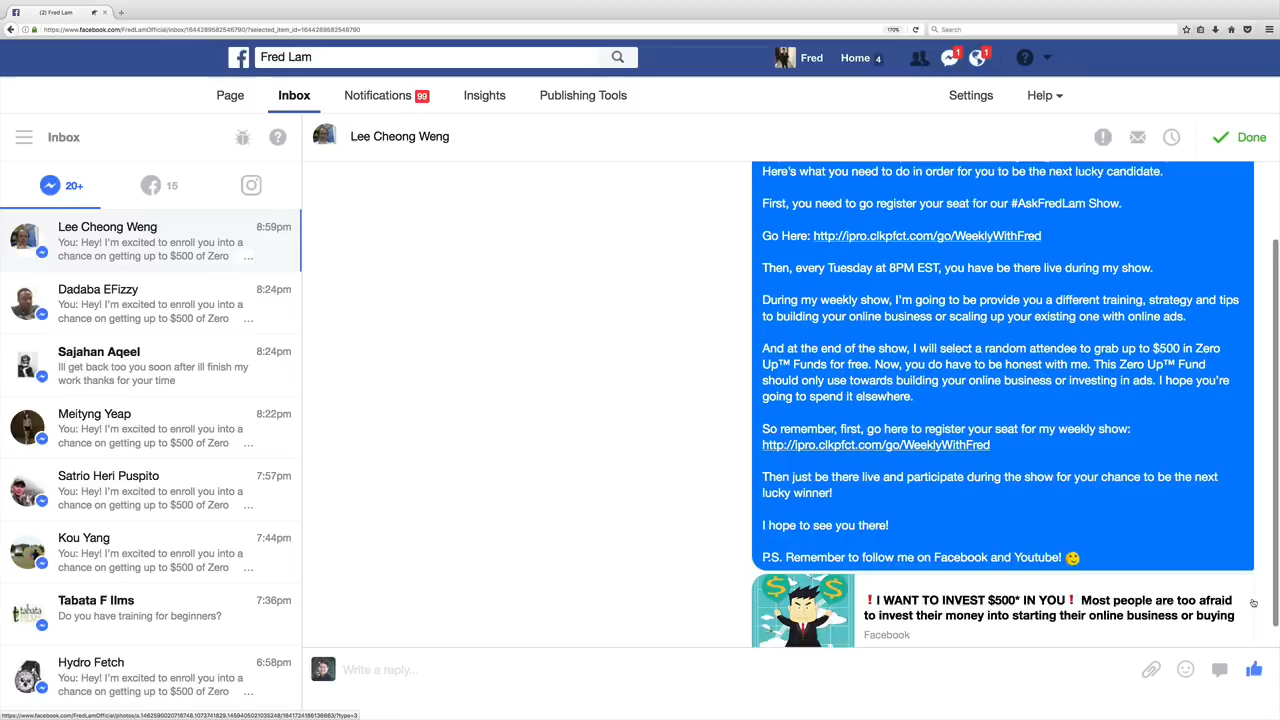 (2) Fred Lam
https://www.facebook.com/FredLamOfficial/inbox/1644289582546790/?selected_item_id=1644289582546790
170%
Search
Fred Lam
Fred
Home 4
1
1
Page
Inbox
Notifications 99
Insights
Publishing Tools
Settings
Help
Inbox
Lee Cheong Weng
Done
20+
15
Lee Cheong Weng
8:59pm
You: Hey! I'm excited to enroll you into a
chance on getting up to $500 of Zero ...
Dadaba EFizzy
8:24pm
You: Hey! I'm excited to enroll you into a
chance on getting up to $500 of Zero ...
Sajahan Aqeel
8:24pm
Ill get back too you soon after ill finish my
work thanks for your time
Meityng Yeap
8:22pm
You: Hey! I'm excited to enroll you into a
chance on getting up to $500 of Zero ...
Satrio Heri Puspito
7:57pm
You: Hey! I'm excited to enroll you into a
chance on getting up to $500 of Zero ...
Kou Yang
7:44pm
You: Hey! I'm excited to enroll you into a
chance on getting up to $500 of Zero ...
Tabata F Ilms
7:36pm
Do you have training for beginners?
Hydro Fetch
6:58pm
You: Hey! I'm excited to enroll you into a
chance on getting up to $500 of Zero ...
Here's what you need to do in order for you to be the next lucky candidate.
First, you need to go register your seat for our #AskFredLam Show.
Go Here: http://ipro.clkpfct.com/go/WeeklyWithFred
Then, every Tuesday at 8PM EST, you have be there live during my show.
During my weekly show, I'm going to be provide you a different training, strategy and tips
to building your online business or scaling up your existing one with online ads.
And at the end of the show, I will select a random attendee to grab up to $500 in Zero
Up™ Funds for free. Now, you do have to be honest with me. This Zero Up™ Fund
should only use towards building your online business or investing in ads. I hope you're
going to spend it elsewhere.
So remember, first, go here to register your seat for my weekly show:
http://ipro.clkpfct.com/go/WeeklyWithFred
Then just be there live and participate during the show for your chance to be the next
lucky winner!
I hope to see you there!
P.S. Remember to follow me on Facebook and Youtube!
❗I WANT TO INVEST $500* IN YOU❗ Most people are too afraid
to invest their money into starting their online business or buying
Facebook
Write a reply...